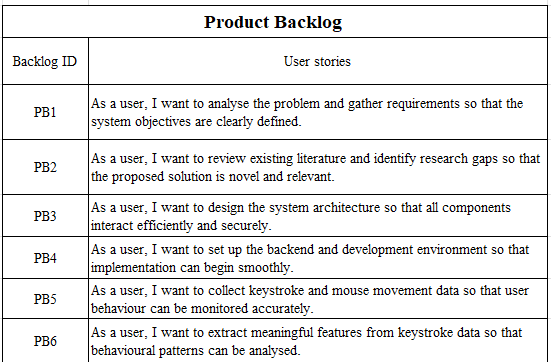 Product Backlog
Backlog ID User stories
PB1 As a user, I want to analyse the problem and gather requirements so that the
system objectives are clearly defined.
PB2 As a user, I want to review existing literature and identify research gaps so that
the proposed solution is novel and relevant.
PB3 As a user, I want to design the system architecture so that all components
interact efficiently and securely.
PB4 As a user, I want to set up the backend and development environment so that
implementation can begin smoothly.
PB5 As a user, I want to collect keystroke and mouse movement data so that user
behaviour can be monitored accurately.
PB6 As a user, I want to extract meaningful features from keystroke data so that
behavioural patterns can be analysed.